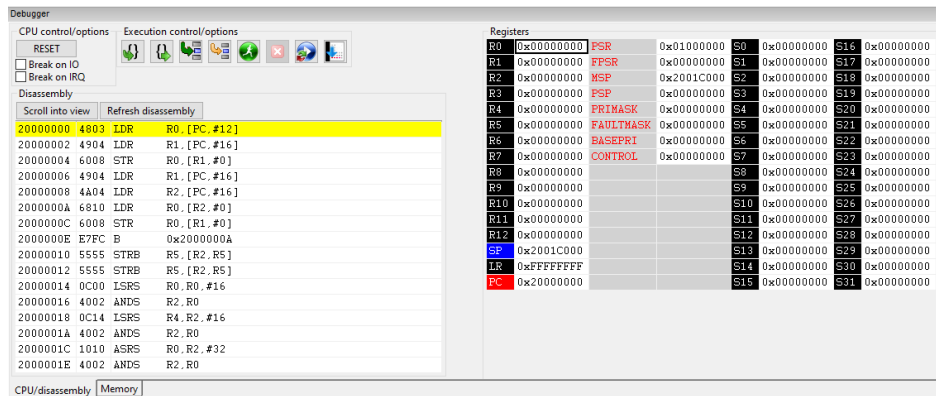 Debugger
CPU control/options Execution control/options
RESET
Break on IO
Break on IRQ
Disassembly
Scroll into view Refresh disassembly
20000000 4803 LDR R0,[PC,#12]
20000002 4904 LDR R1,[PC,#16]
20000004 6008 STR R0,[R1,#0]
20000006 4904 LDR R1,[PC,#16]
20000008 4A04 LDR R2,[PC,#16]
2000000A 6810 LDR R0,[R2,#0]
2000000C 6008 STR R0,[R1,#0]
2000000E E7FC B 0x2000000A
20000010 5555 STRB R5,[R2,R5]
20000012 5555 STRB R5,[R2,R5]
20000014 0C00 LSRS R0,R0,#16
20000016 4002 ANDS R2,R0
20000018 0C14 LSRS R4,R2,#16
2000001A 4002 ANDS R2,R0
2000001C 1010 ASRS R0,R2,#32
2000001E 4002 ANDS R2,R0
CPU/disassembly Memory
Registers
R0 0x00000000 PSR 0x01000000 S0 0x00000000 S16 0x00000000
R1 0x00000000 FPSR 0x00000000 S1 0x00000000 S17 0x00000000
R2 0x00000000 MSP 0x2001C000 S2 0x00000000 S18 0x00000000
R3 0x00000000 PSP 0x00000000 S3 0x00000000 S19 0x00000000
R4 0x00000000 PRIMASK 0x00000000 S4 0x00000000 S20 0x00000000
R5 0x00000000 FAULTMASK 0x00000000 S5 0x00000000 S21 0x00000000
R6 0x00000000 BASEPRI 0x00000000 S6 0x00000000 S22 0x00000000
R7 0x00000000 CONTROL 0x00000000 S7 0x00000000 S23 0x00000000
R8 0x00000000 S8 0x00000000 S24 0x00000000
R9 0x00000000 S9 0x00000000 S25 0x00000000
R10 0x00000000 S10 0x00000000 S26 0x00000000
R11 0x00000000 S11 0x00000000 S27 0x00000000
R12 0x00000000 S12 0x00000000 S28 0x00000000
SP 0x2001C000 S13 0x00000000 S29 0x00000000
LR 0xFFFFFFFF S14 0x00000000 S30 0x00000000
PC 0x20000000 S15 0x00000000 S31 0x00000000